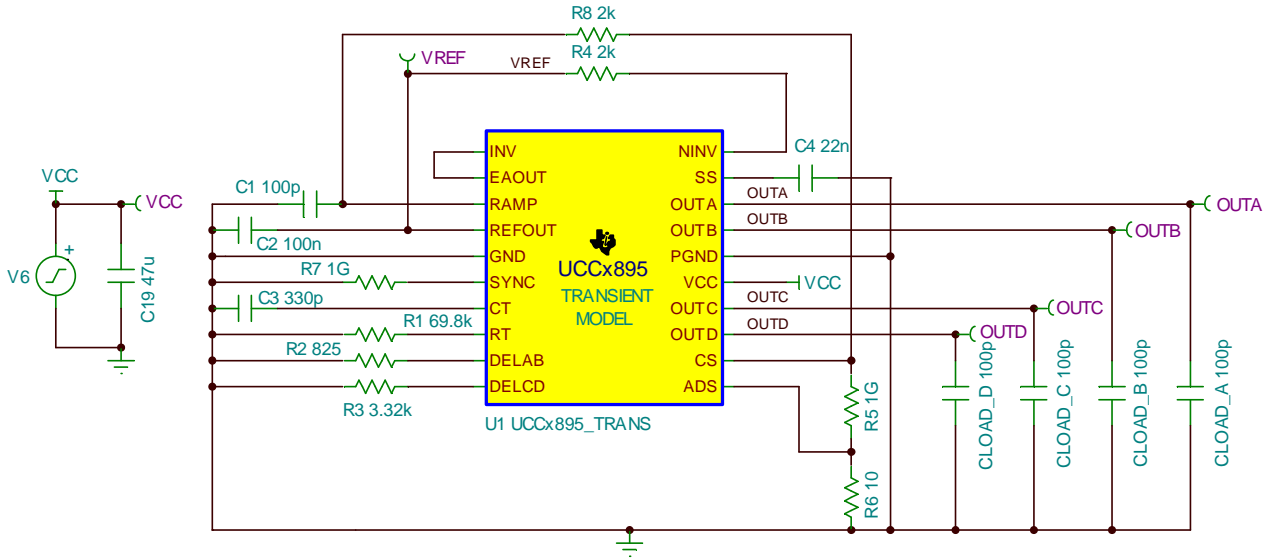 R8 2k
VREF
VREF
R4 2k
INV
EAOUT
RAMP
REFOUT
GND
SYNC
CT
RT
DELAB
DELCD
NINV
SS
OUTA
OUTB
PGND
VCC
OUTC
OUTD
CS
ADS
UCCx895
TRANSIENT
MODEL
U1 UCCx895_TRANS
C4 22n
OUTA
OUTB
VCC
OUTC
OUTD
OUTA
OUTB
OUTC
OUTD
VCC
VCC
V6
+
C19 47u
C1 100p
C2 100n
R7 1G
C3 330p
R1 69.8k
R2 825
R3 3.32k
R5 1G
R6 10
CLOAD_D 100p
CLOAD_C 100p
CLOAD_B 100p
CLOAD_A 100p